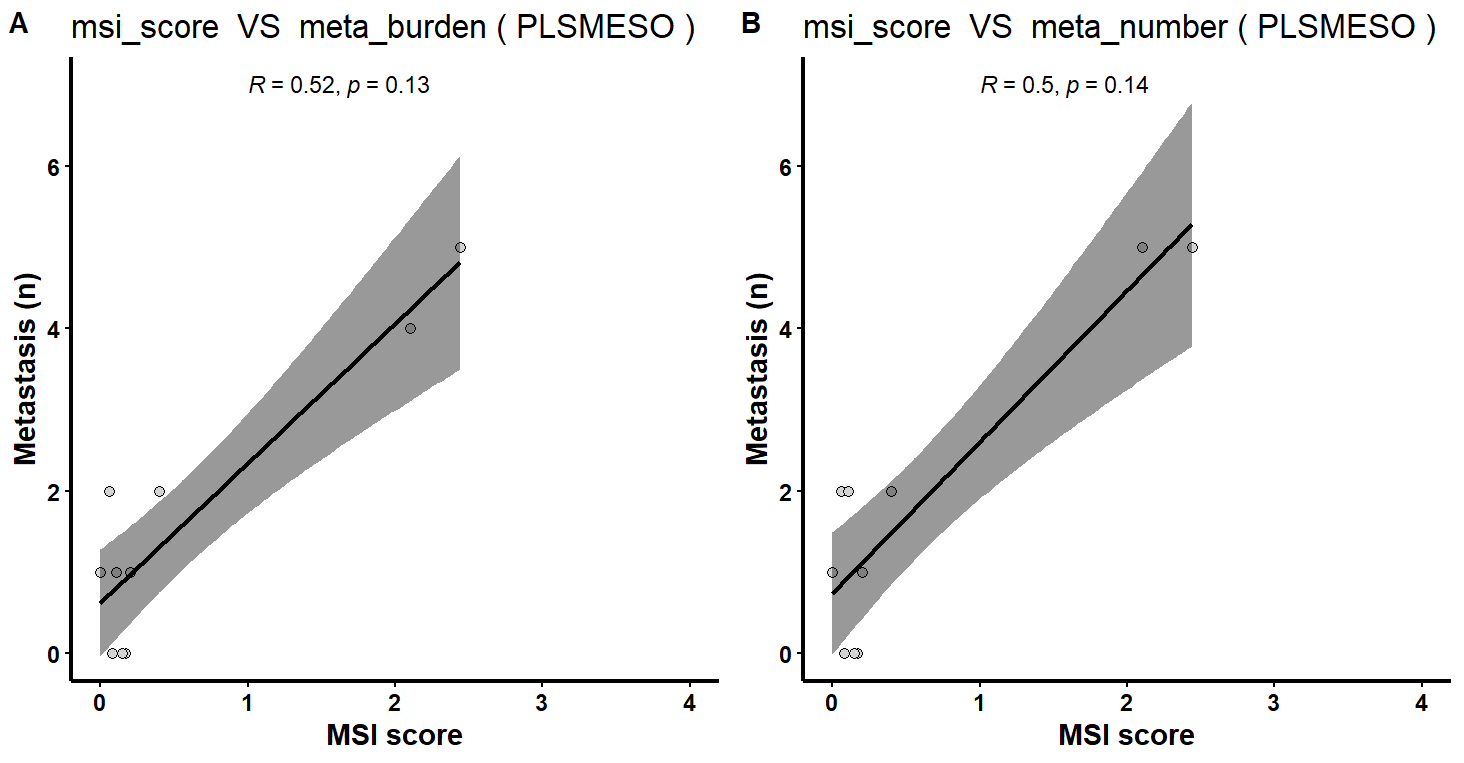 A
msi_score VS meta_burden ( PLSMESO )
R = 0.52, p = 0.13
6
4
2
0
Metastasis (n)
0 1 2 3 4
MSI score
B
msi_score VS meta_number ( PLSMESO )
R = 0.5, p = 0.14
6
4
2
0
Metastasis (n)
0 1 2 3 4
MSI score